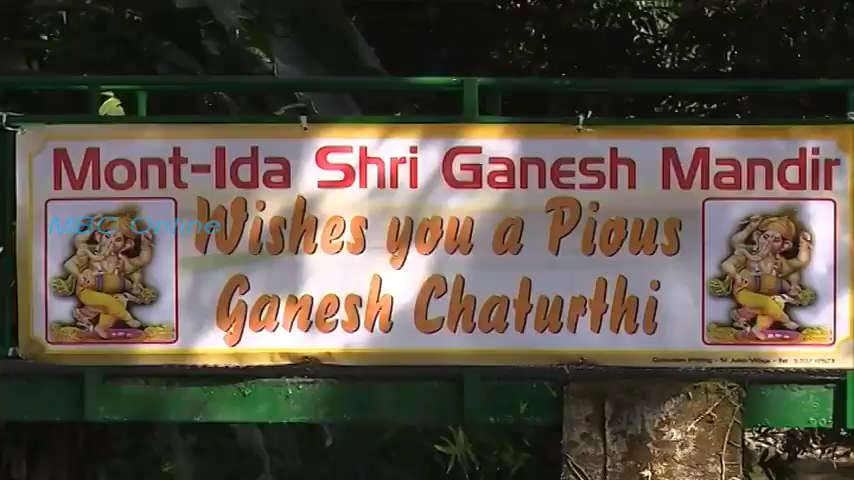 Mont-Ida Shri Ganesh Mandir
MBC Online
Wishes you a Pious
Ganesh Chaturthi